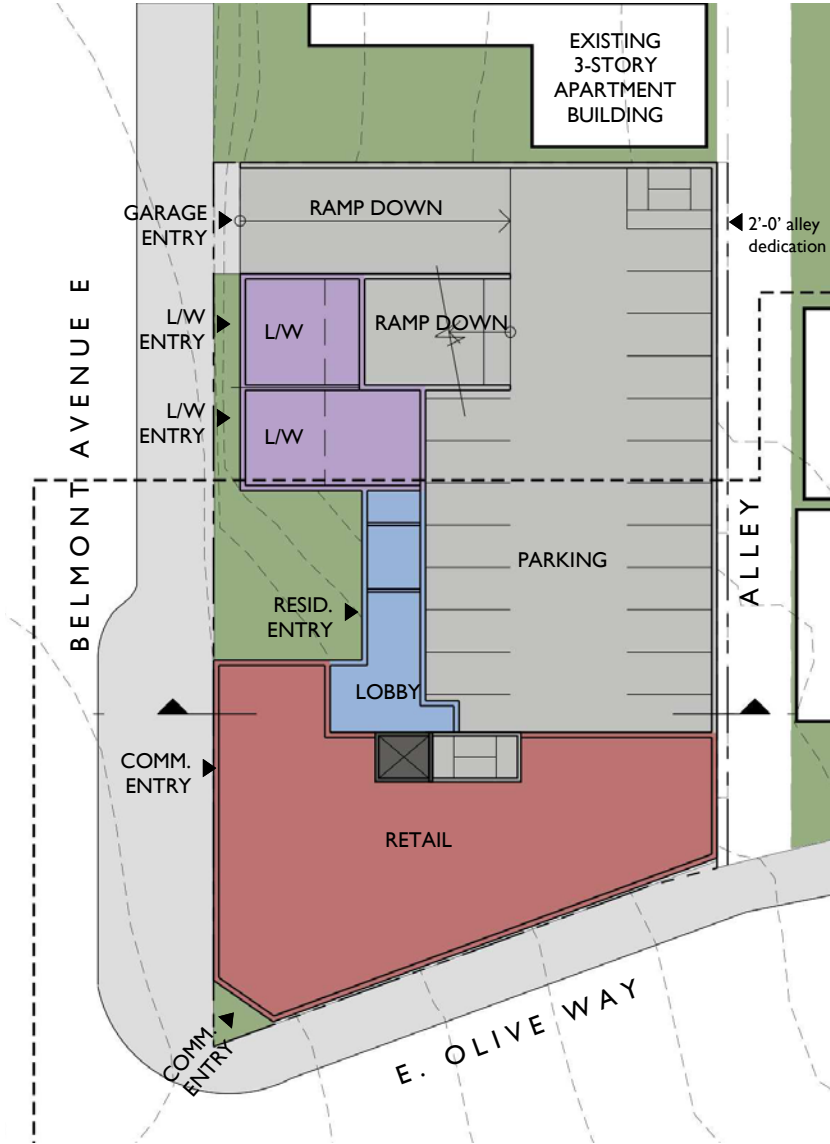 EXISTING
3-STORY
APARTMENT
BUILDING
GARAGE
ENTRY
RAMP DOWN
2'-0' alley
dedication
L/W
ENTRY
L/W
RAMP DOWN
L/W
ENTRY
L/W
BELMONT AVENUE E
PARKING
ALLEY
RESID.
ENTRY
LOBBY
COMM.
ENTRY
RETAIL
COMM.
ENTRY
E. OLIVE WAY